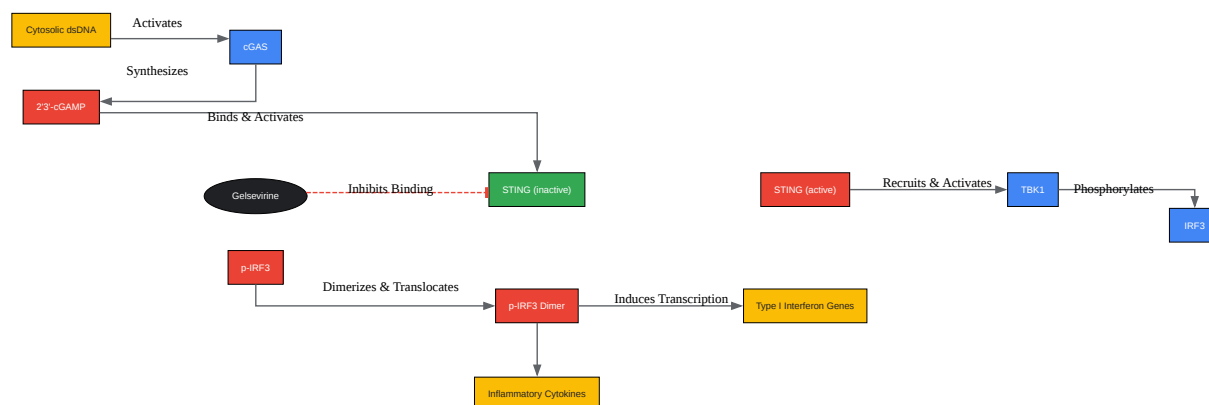 Activates
Cytosolic dsDNA
cGAS
Synthesizes
2'3'-cGAMP
Binds & Activates
Gelsevirine
Inhibits Binding
STING (inactive)
STING (active)
Recruits & Activates
TBK1
Phosphorylates
IRF3
p-IRF3
Dimerizes & Translocates
p-IRF3 Dimer
Induces Transcription
Type I Interferon Genes
Inflammatory Cytokines